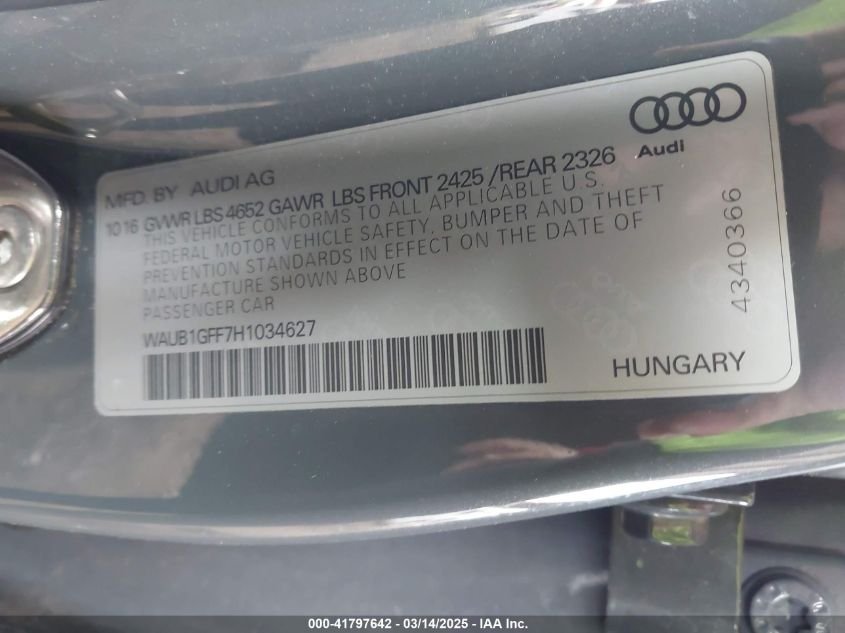 Audi
MFD. BY AUDI AG
10 16 GVWR LBS 4652 GAWR LBS FRONT 2425 /REAR 2326
THIS VEHICLE CONFORMS TO ALL APPLICABLE U.S.
FEDERAL MOTOR VEHICLE SAFETY, BUMPER AND THEFT
PREVENTION STANDARDS IN EFFECT ON THE DATE OF
MANUFACTURE SHOWN ABOVE
PASSENGER CAR
WAUB1GFF7H1034627
HUNGARY
4340366
000-41797642 - 03/14/2025 - IAA Inc.